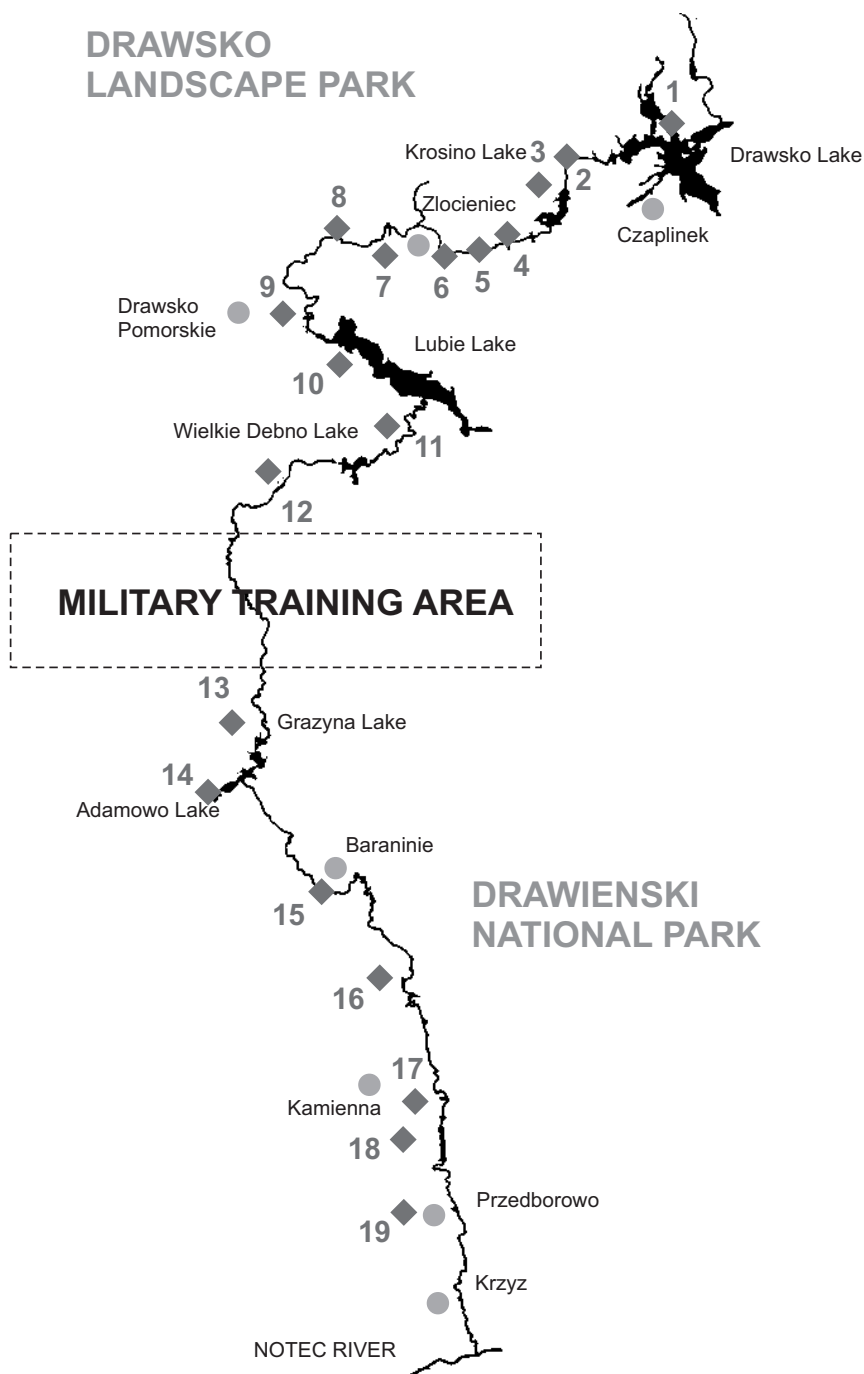 DRAWSKO
LANDSCAPE PARK
1
Krosino Lake
3
Drawsko Lake
2
8
Zlocieniec
Czaplinek
4
5
7
6
9
Drawsko
Pomorskie
Lubie Lake
10
Wielkie Debno Lake
11
12
MILITARY TRAINING AREA
13
Grazyna Lake
14
Adamowo Lake
Baraninie
15
DRAWIENSKI
NATIONAL PARK
16
17
Kamienna
18
Przedborowo
19
Krzyz
NOTEC RIVER